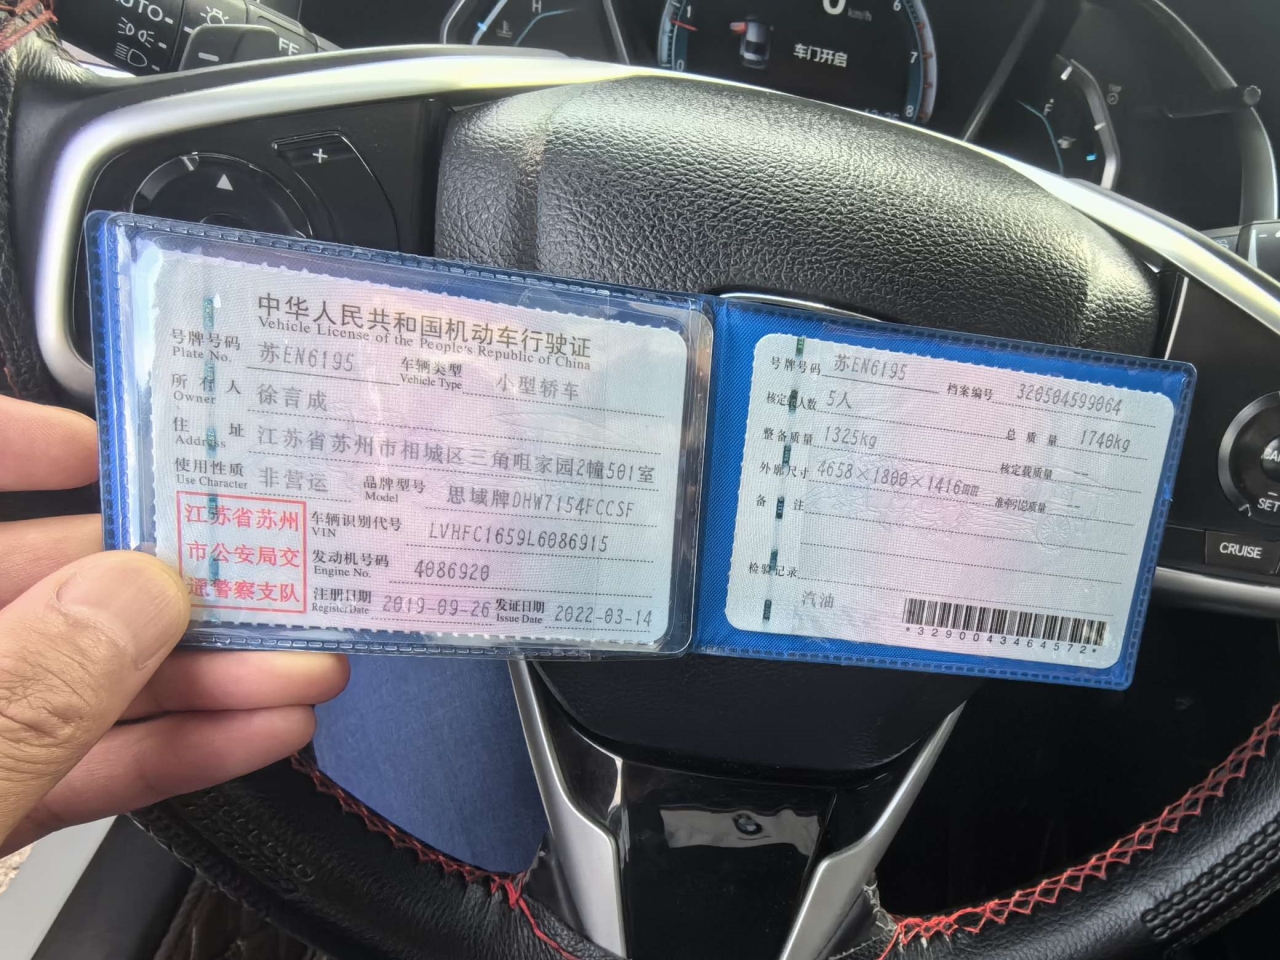 AUTO
FF
H
1
0
km/h
6
7
8
车门开启
F
+
中华人民共和国机动车行驶证
Vehicle License of the People's Republic of China
号牌号码 苏EN6195 车辆类型 小型轿车
Plate No. Vehicle Type
所有人 徐言成
Owner
住址 江苏省苏州市相城区三角咀家园2幢501室
Address
使用性质 非营运 品牌型号 思域牌DHW7154FCCSF
Use Character Model
江苏省苏州
市公安局交
通警察支队
车辆识别代号 LVHFC1659L6086915
VIN
发动机号码 4086920
Engine No.
注册日期 2019-09-26 发证日期 2022-03-14
Register Date Issue Date
号牌号码 苏EN6195 档案编号 320504599064
核定载人数 5人 总质量 1740kg
整备质量 1325kg 核定载质量 --
外廓尺寸 4658×1800×1416mm 准牵引总质量 --
备注
检验记录
汽油
*3290043464572*
SET
CRUISE